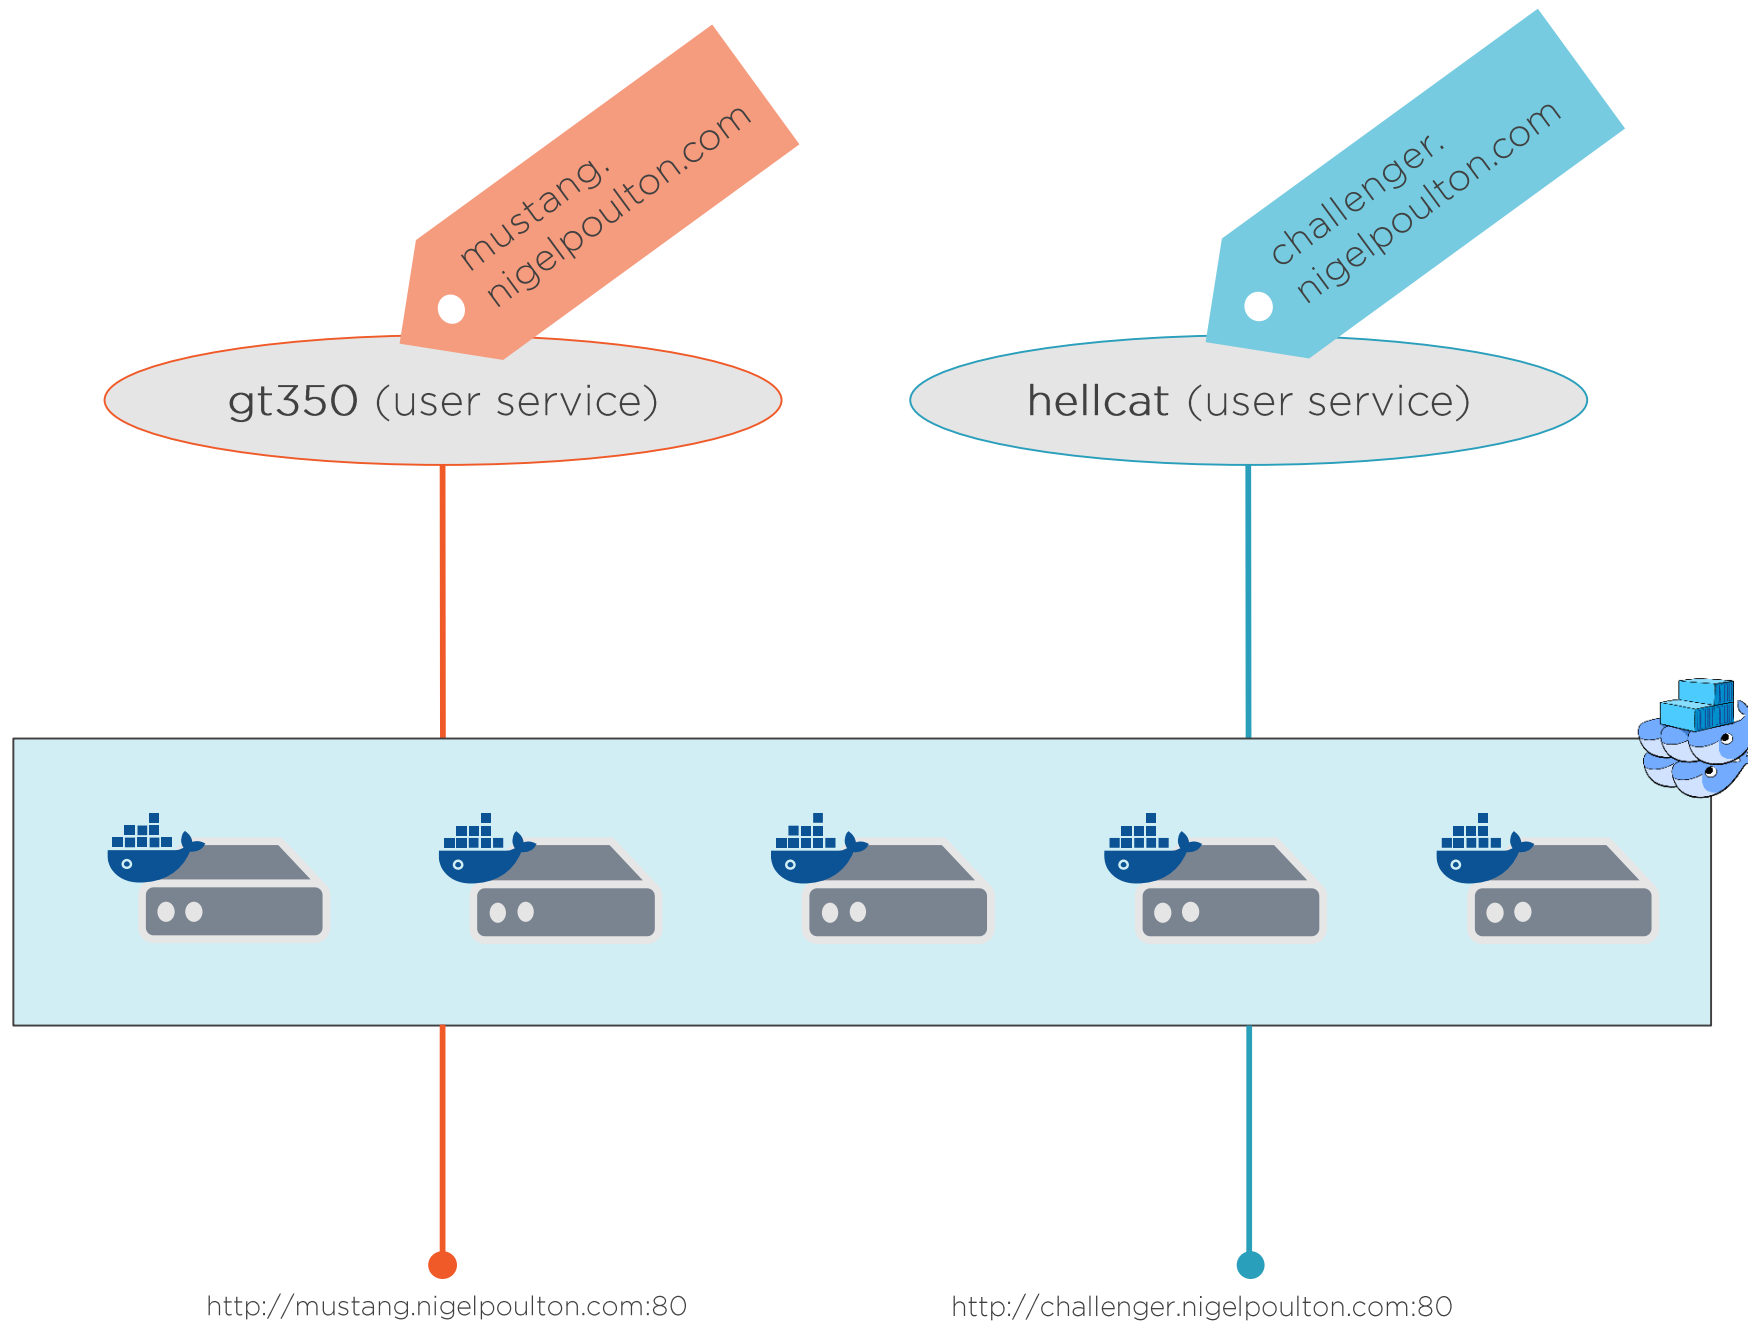 mustang.
nigelpoulton.com
challenger.
nigelpoulton.com
gt350 (user service)
hellcat (user service)
http://mustang.nigelpoulton.com:80
http://challenger.nigelpoulton.com:80